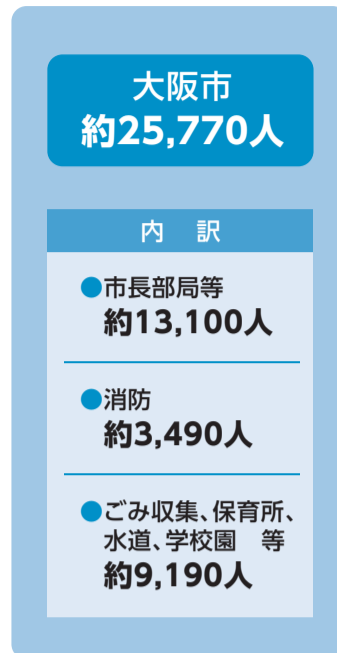 大阪市
約25,770人
内 訳
●市長部局等
約13,100人
●消防
約3,490人
●ごみ収集、保育所、
水道、学校園 等
約9,190人